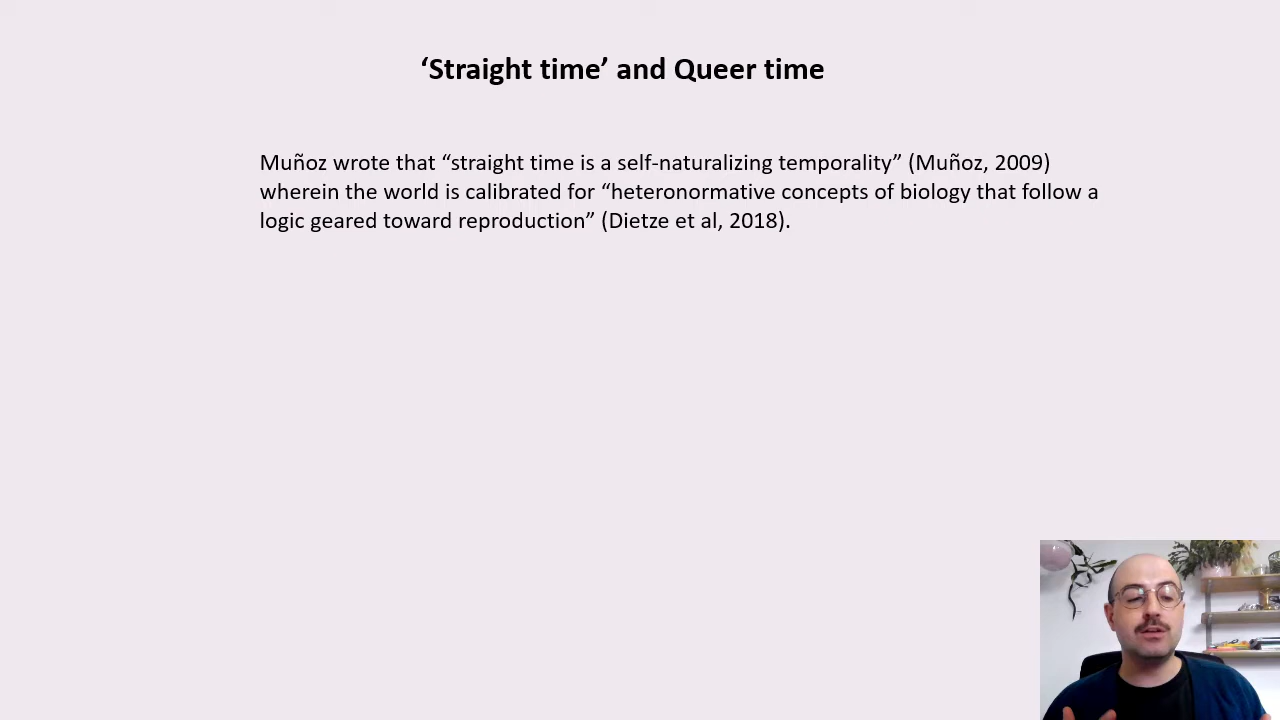 ‘Straight time’ and Queer time
Muñoz wrote that “straight time is a self-naturalizing temporality” (Muñoz, 2009)
wherein the world is calibrated for “heteronormative concepts of biology that follow a
logic geared toward reproduction” (Dietze et al, 2018).